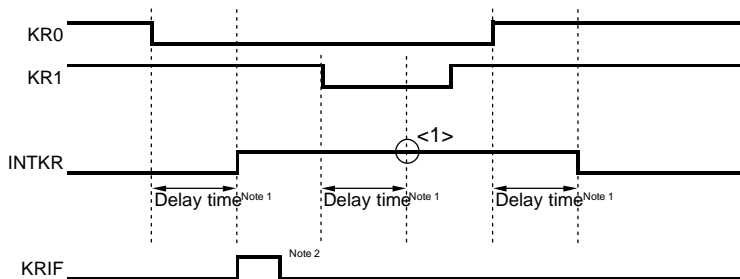 KR0
KR1
<1>
INTKR
Delay time Note 1 Delay time Note 1 Delay time Note 1
KRIF Note 2